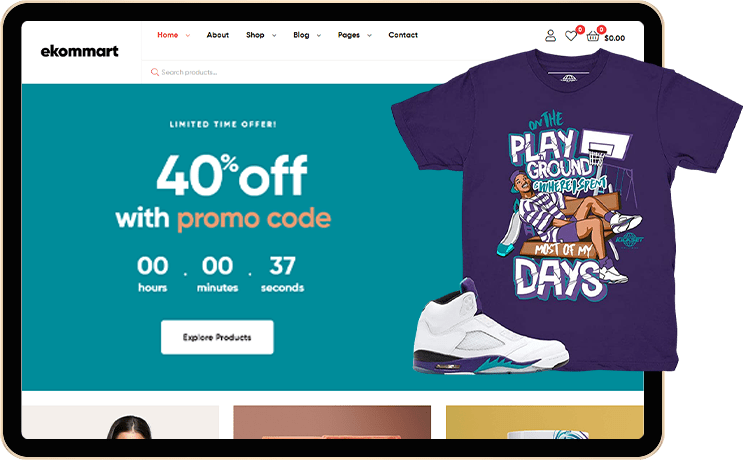 ekommart
Home
About
Shop
Blog
Pages
Contact
0
0
$0.00
Search products...
LIMITED TIME OFFER!
40% off
with promo code
00 . 00 . 37
hours minutes seconds
Explore Products
ON THE
PLAY
GROUND
WHERE I SPENT
MOST OF MY
DAYS